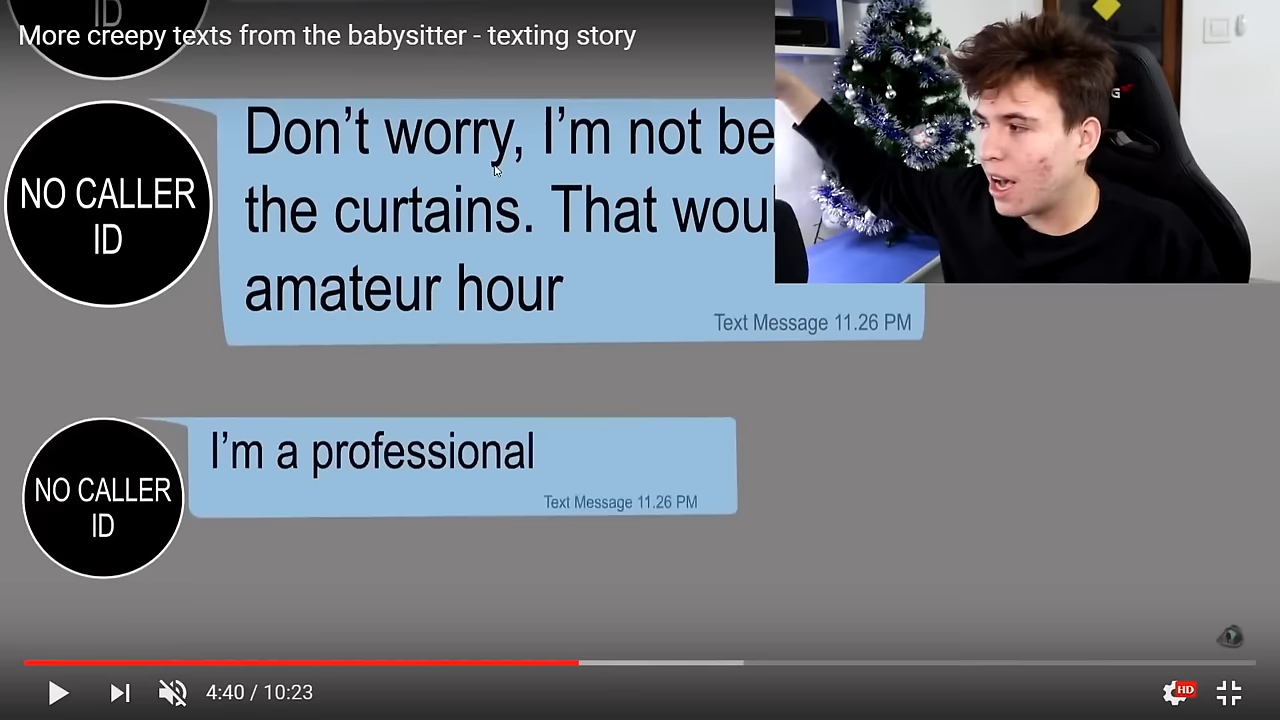 ID
More creepy texts from the babysitter - texting story
NO CALLER
ID
Don't worry, I'm not be
the curtains. That
amateur hour
Text Message 11.26 PM
NO CALLER
ID
I'm a professional
Text Message 11.26 PM
4:40 / 10:23
HD